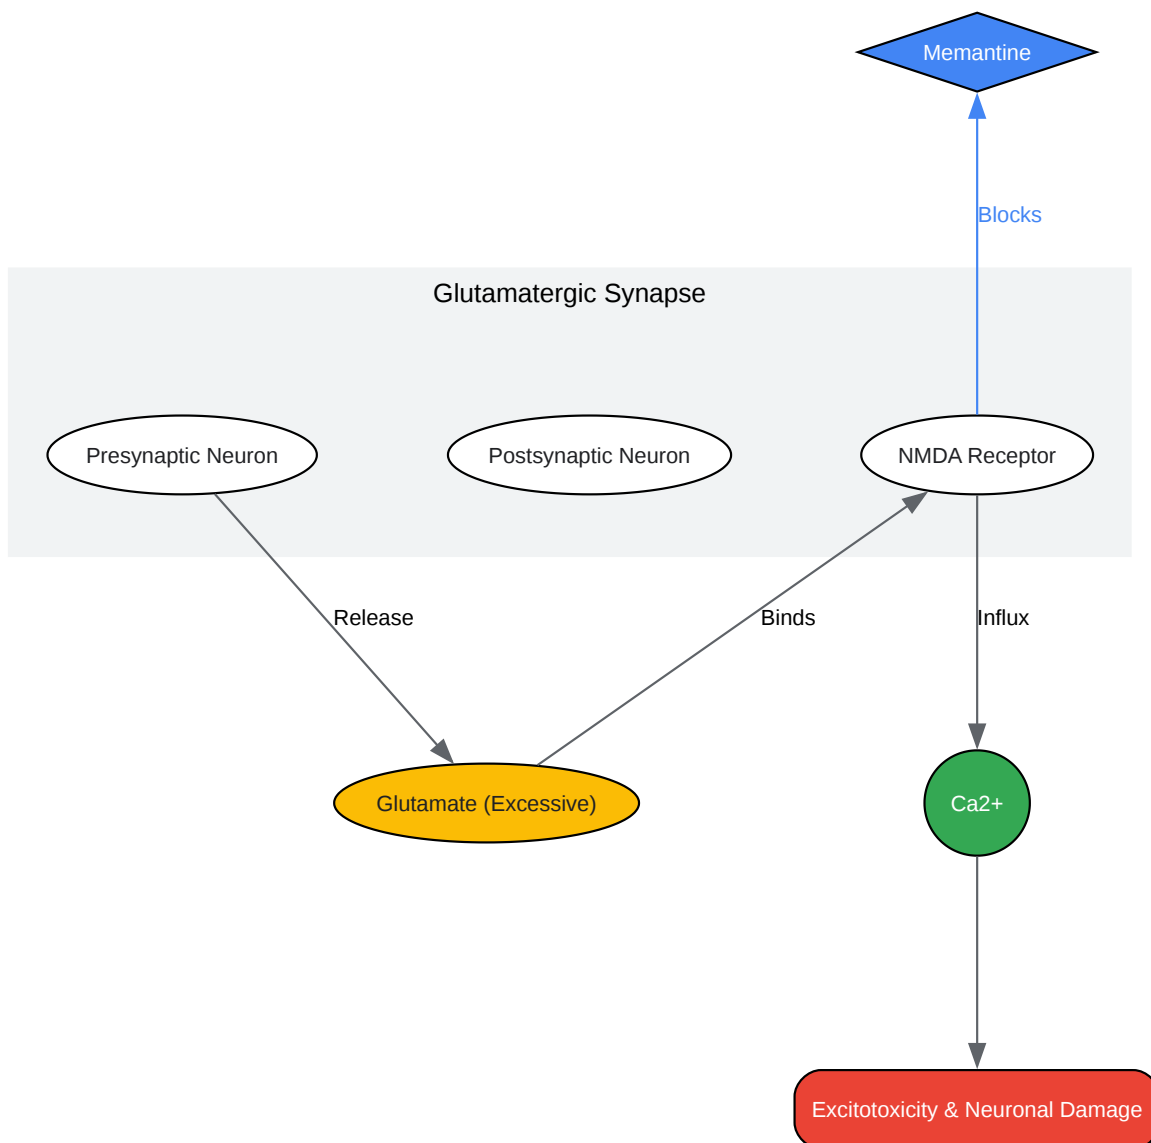 Memantine
Blocks
Glutamatergic Synapse
Presynaptic Neuron
Postsynaptic Neuron
NMDA Receptor
Release
Binds
Influx
Glutamate (Excessive)
Ca2+
Excitotoxicity & Neuronal Damage